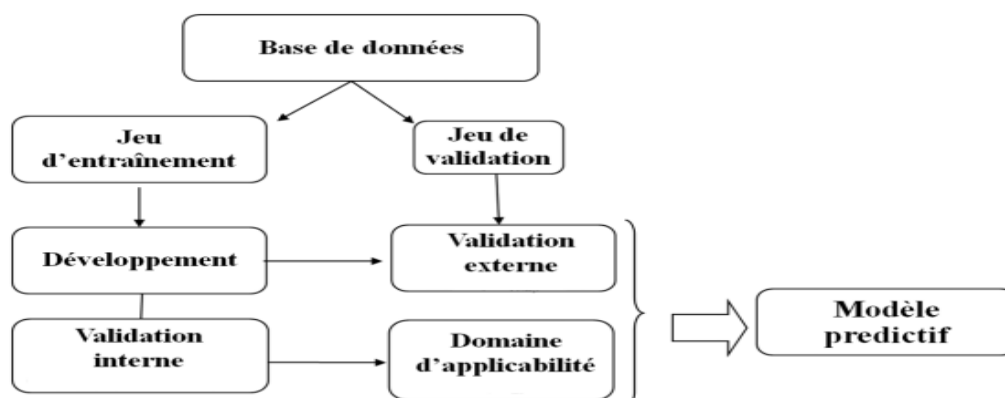 Base de données
Jeu
d'entraînement
Jeu de
validation
Développement
Validation
externe
Validation
interne
Domaine
d'applicabilité
Modèle
predictif